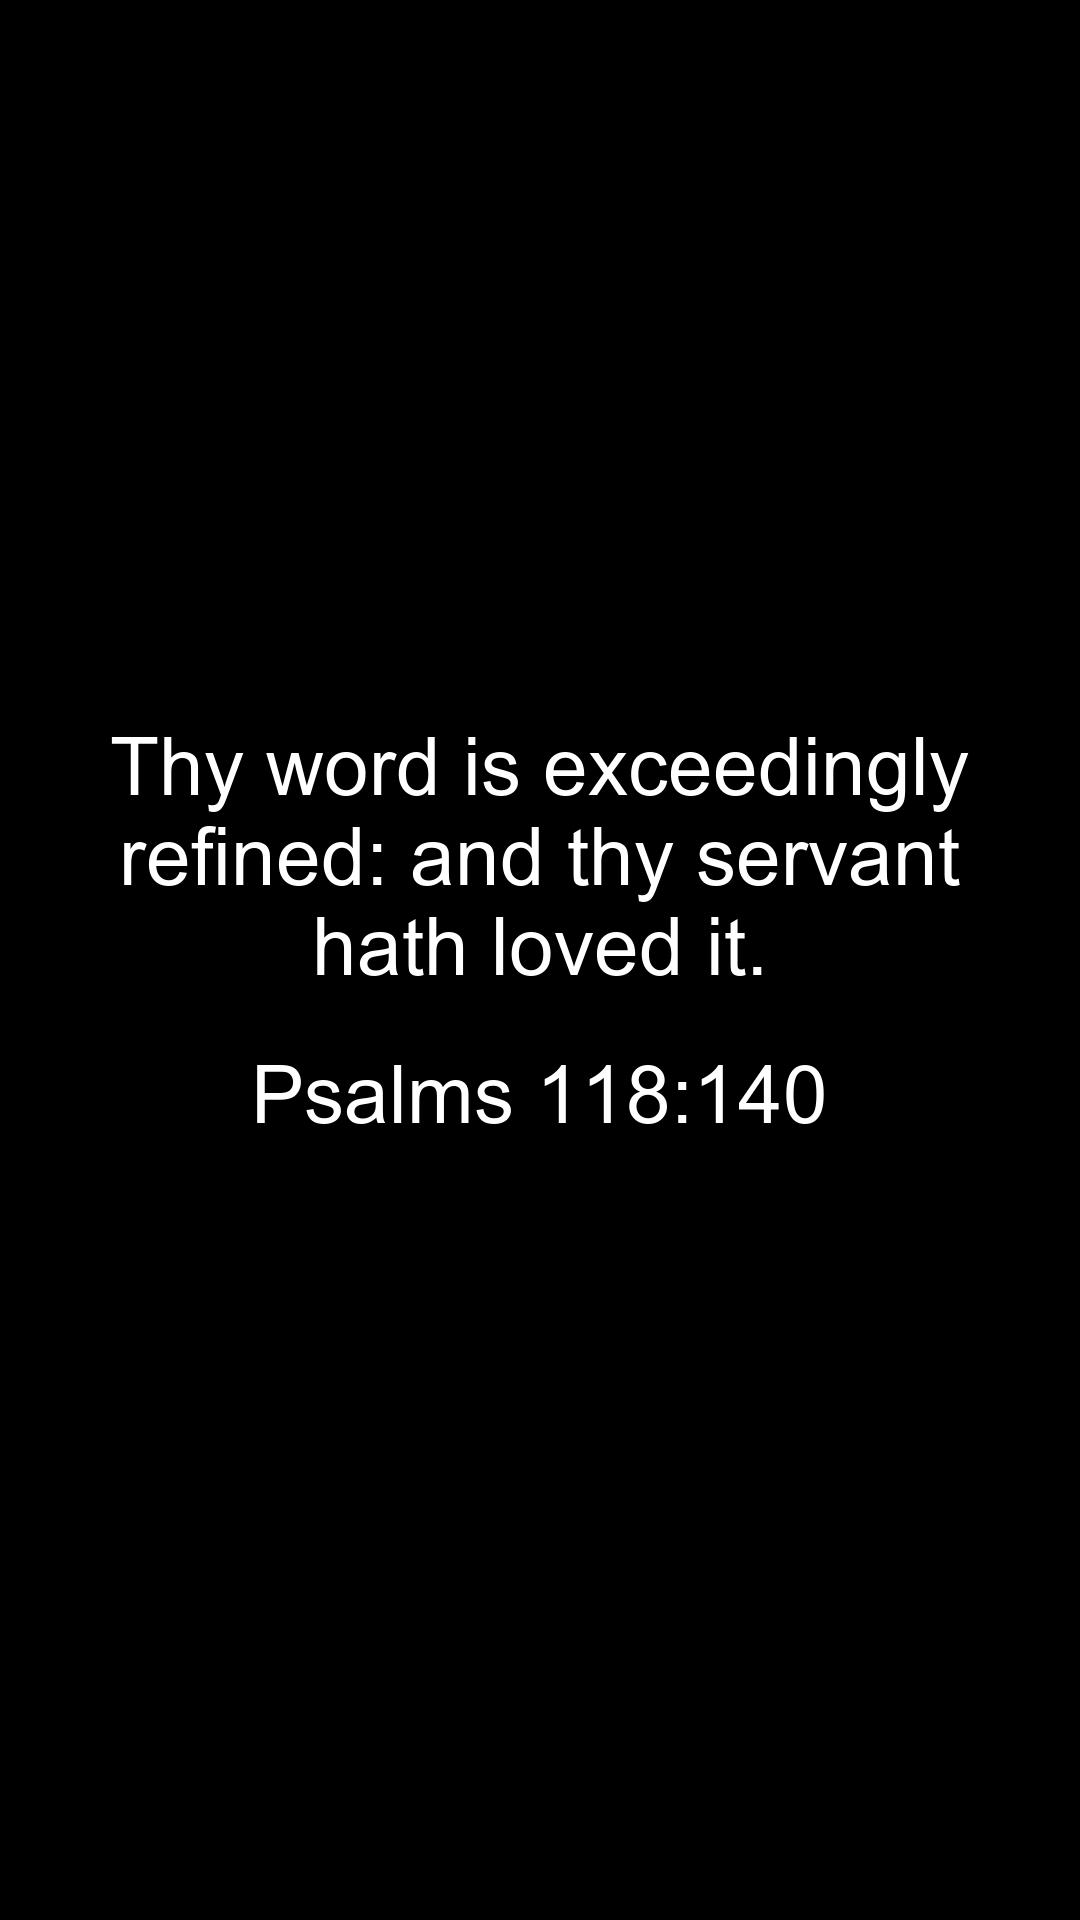 Thy word is exceedingly
refined: and thy servant
hath loved it.
Psalms 118:140